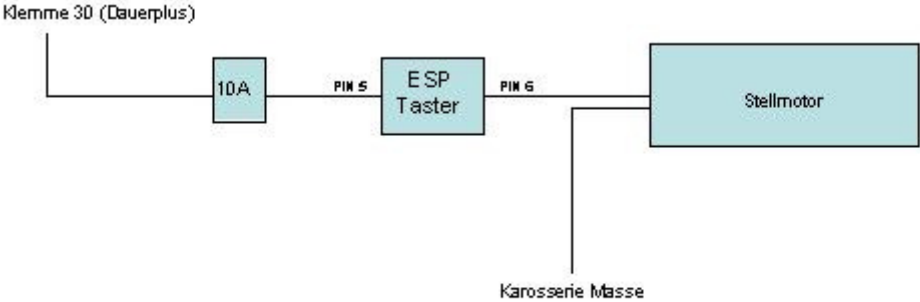 Klemme 30 (Dauerplus)
10A
PIN 5
ESP
Taster
PIN 6
Stellmotor
Karosserie Masse